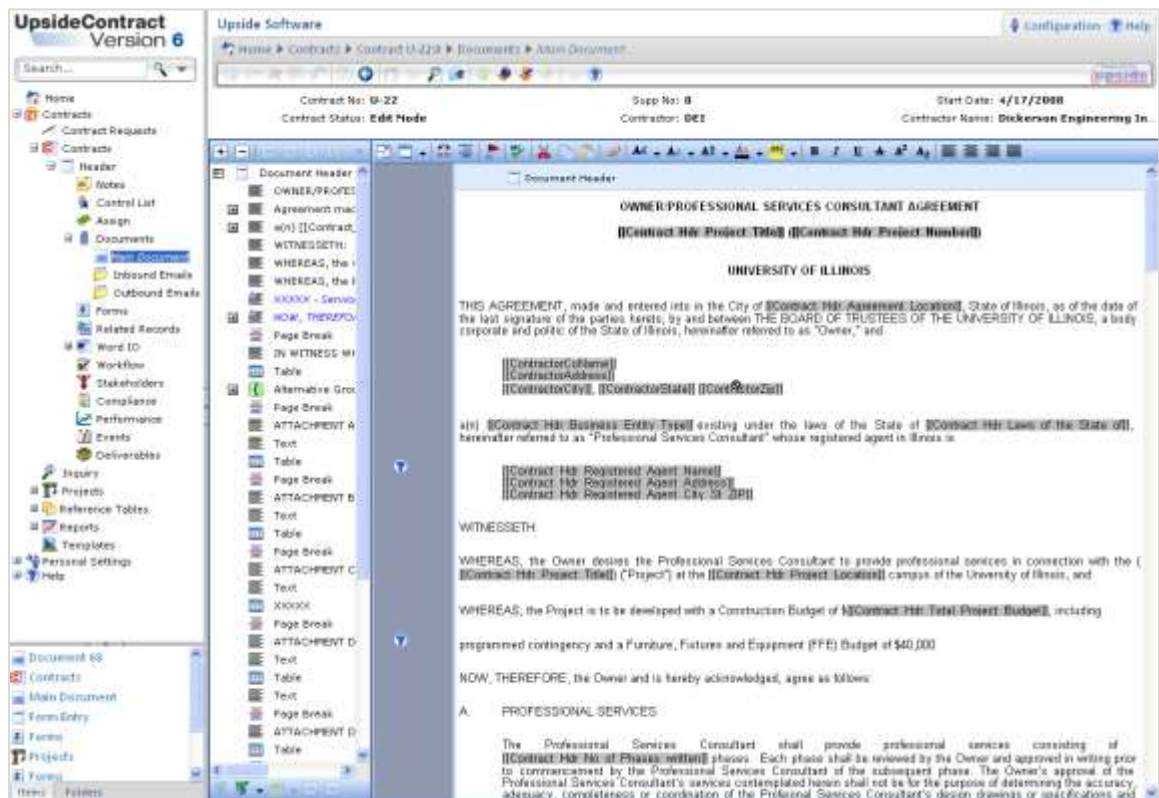 UpsideContract
Version 6
Search...
Home
Contracts
Contract Requests
Contracts
Header
Notes
Control List
Assign
Documents
Main Document
Inbound Emails
Outbound Emails
Forms
Related Records
Word IO
Workflow
Stakeholders
Compliance
Performance
Events
Deliverables
Inquiry
Projects
Reference Tables
Reports
Templates
Personal Settings
Help
Document 68
Contracts
Main Document
Form Entry
Forms
Projects
Forms
Items Folders
Upside Software
Configuration Help
Home Contracts Contract U-22:0 Documents Main Document
upside
Contract No: U-22 Supp No: 0 Start Date: 4/17/2008
Contract Status: Edit Mode Contractor: DEI Contractor Name: Dickerson Engineering In
Document Header
OWNER/PROFES
Agreement mad
a(n) [[Contract_
WITNESSETH:
WHEREAS, the
WHEREAS, the
XXXXX - Servic
NOW, THEREFO
Page Break
IN WITNESS WH
Table
Alternative Gro
Page Break
ATTACHMENT A
Text
Table
Page Break
ATTACHMENT B
Text
Table
Page Break
ATTACHMENT C
Text
XXXXX
Page Break
ATTACHMENT D
Text
Table
Text
Page Break
ATTACHMENT D
Table
Document Header
OWNER/PROFESSIONAL SERVICES CONSULTANT AGREEMENT
[[Contract Hdr Project Title]] ([[Contract Hdr Project Number]])
UNIVERSITY OF ILLINOIS
THIS AGREEMENT, made and entered into in the City of [[Contract Hdr Agreement Location]], State of Illinois, as of the date of
the last signature of the parties hereto, by and between THE BOARD OF TRUSTEES OF THE UNIVERSITY OF ILLINOIS, a body
corporate and politic of the State of Illinois, hereinafter referred to as "Owner," and
[[ContractorCoName]]
[[ContractorAddress]]
[[ContractorCity]], [[ContractorState]] [[ContractorZip]]
a(n) [[Contract Hdr Business Entity Type]] existing under the laws of the State of [[Contract Hdr Laws of the State of]],
hereinafter referred to as "Professional Services Consultant" whose registered agent in Illinois is
[[Contract Hdr Registered Agent Name]]
[[Contract Hdr Registered Agent Address]]
[[Contract Hdr Registered Agent City St ZIP]]
WITNESSETH
WHEREAS, the Owner desires the Professional Services Consultant to provide professional services in connection with the (
[[Contract Hdr Project Title]]) ("Project") at the [[Contract Hdr Project Location]] campus of the University of Illinois, and
WHEREAS, the Project is to be developed with a Construction Budget of $[[Contract Hdr Total Project Budget]], including
programmed contingency and a Furniture, Fixtures and Equipment (FFE) Budget of $40,000
NOW, THEREFORE, the Owner and is hereby acknowledged, agree as follows:
A. PROFESSIONAL SERVICES
The Professional Services Consultant shall provide professional services consisting of
[[Contract Hdr No of Phases written]] phases. Each phase shall be reviewed by the Owner and approved in writing prior
to commencement by the Professional Services Consultant of the subsequent phase. The Owner's approval of the
Professional Services Consultant's services contemplated herein shall not be for the purpose of determining the accuracy,
adequacy, completeness or coordination of the Professional Services Consultant's design drawings or specifications and